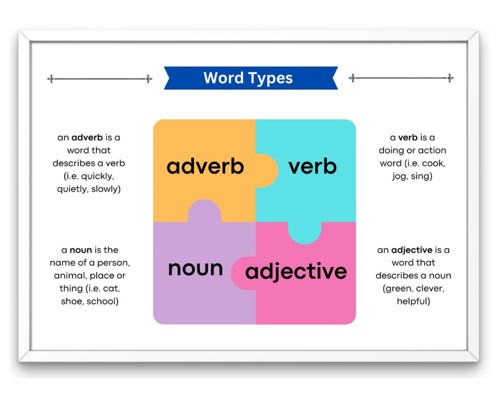 Word Types
an adverb is a
word that
describes a verb
(i.e. quickly,
quietly, slowly)
adverb
verb
a verb is a
doing or action
word (i.e. cook,
jog, sing)
a noun is the
name of a person,
animal, place or
thing (i.e. cat,
shoe, school)
noun
adjective
an adjective is a
word that
describes a noun
(green, clever,
helpful)